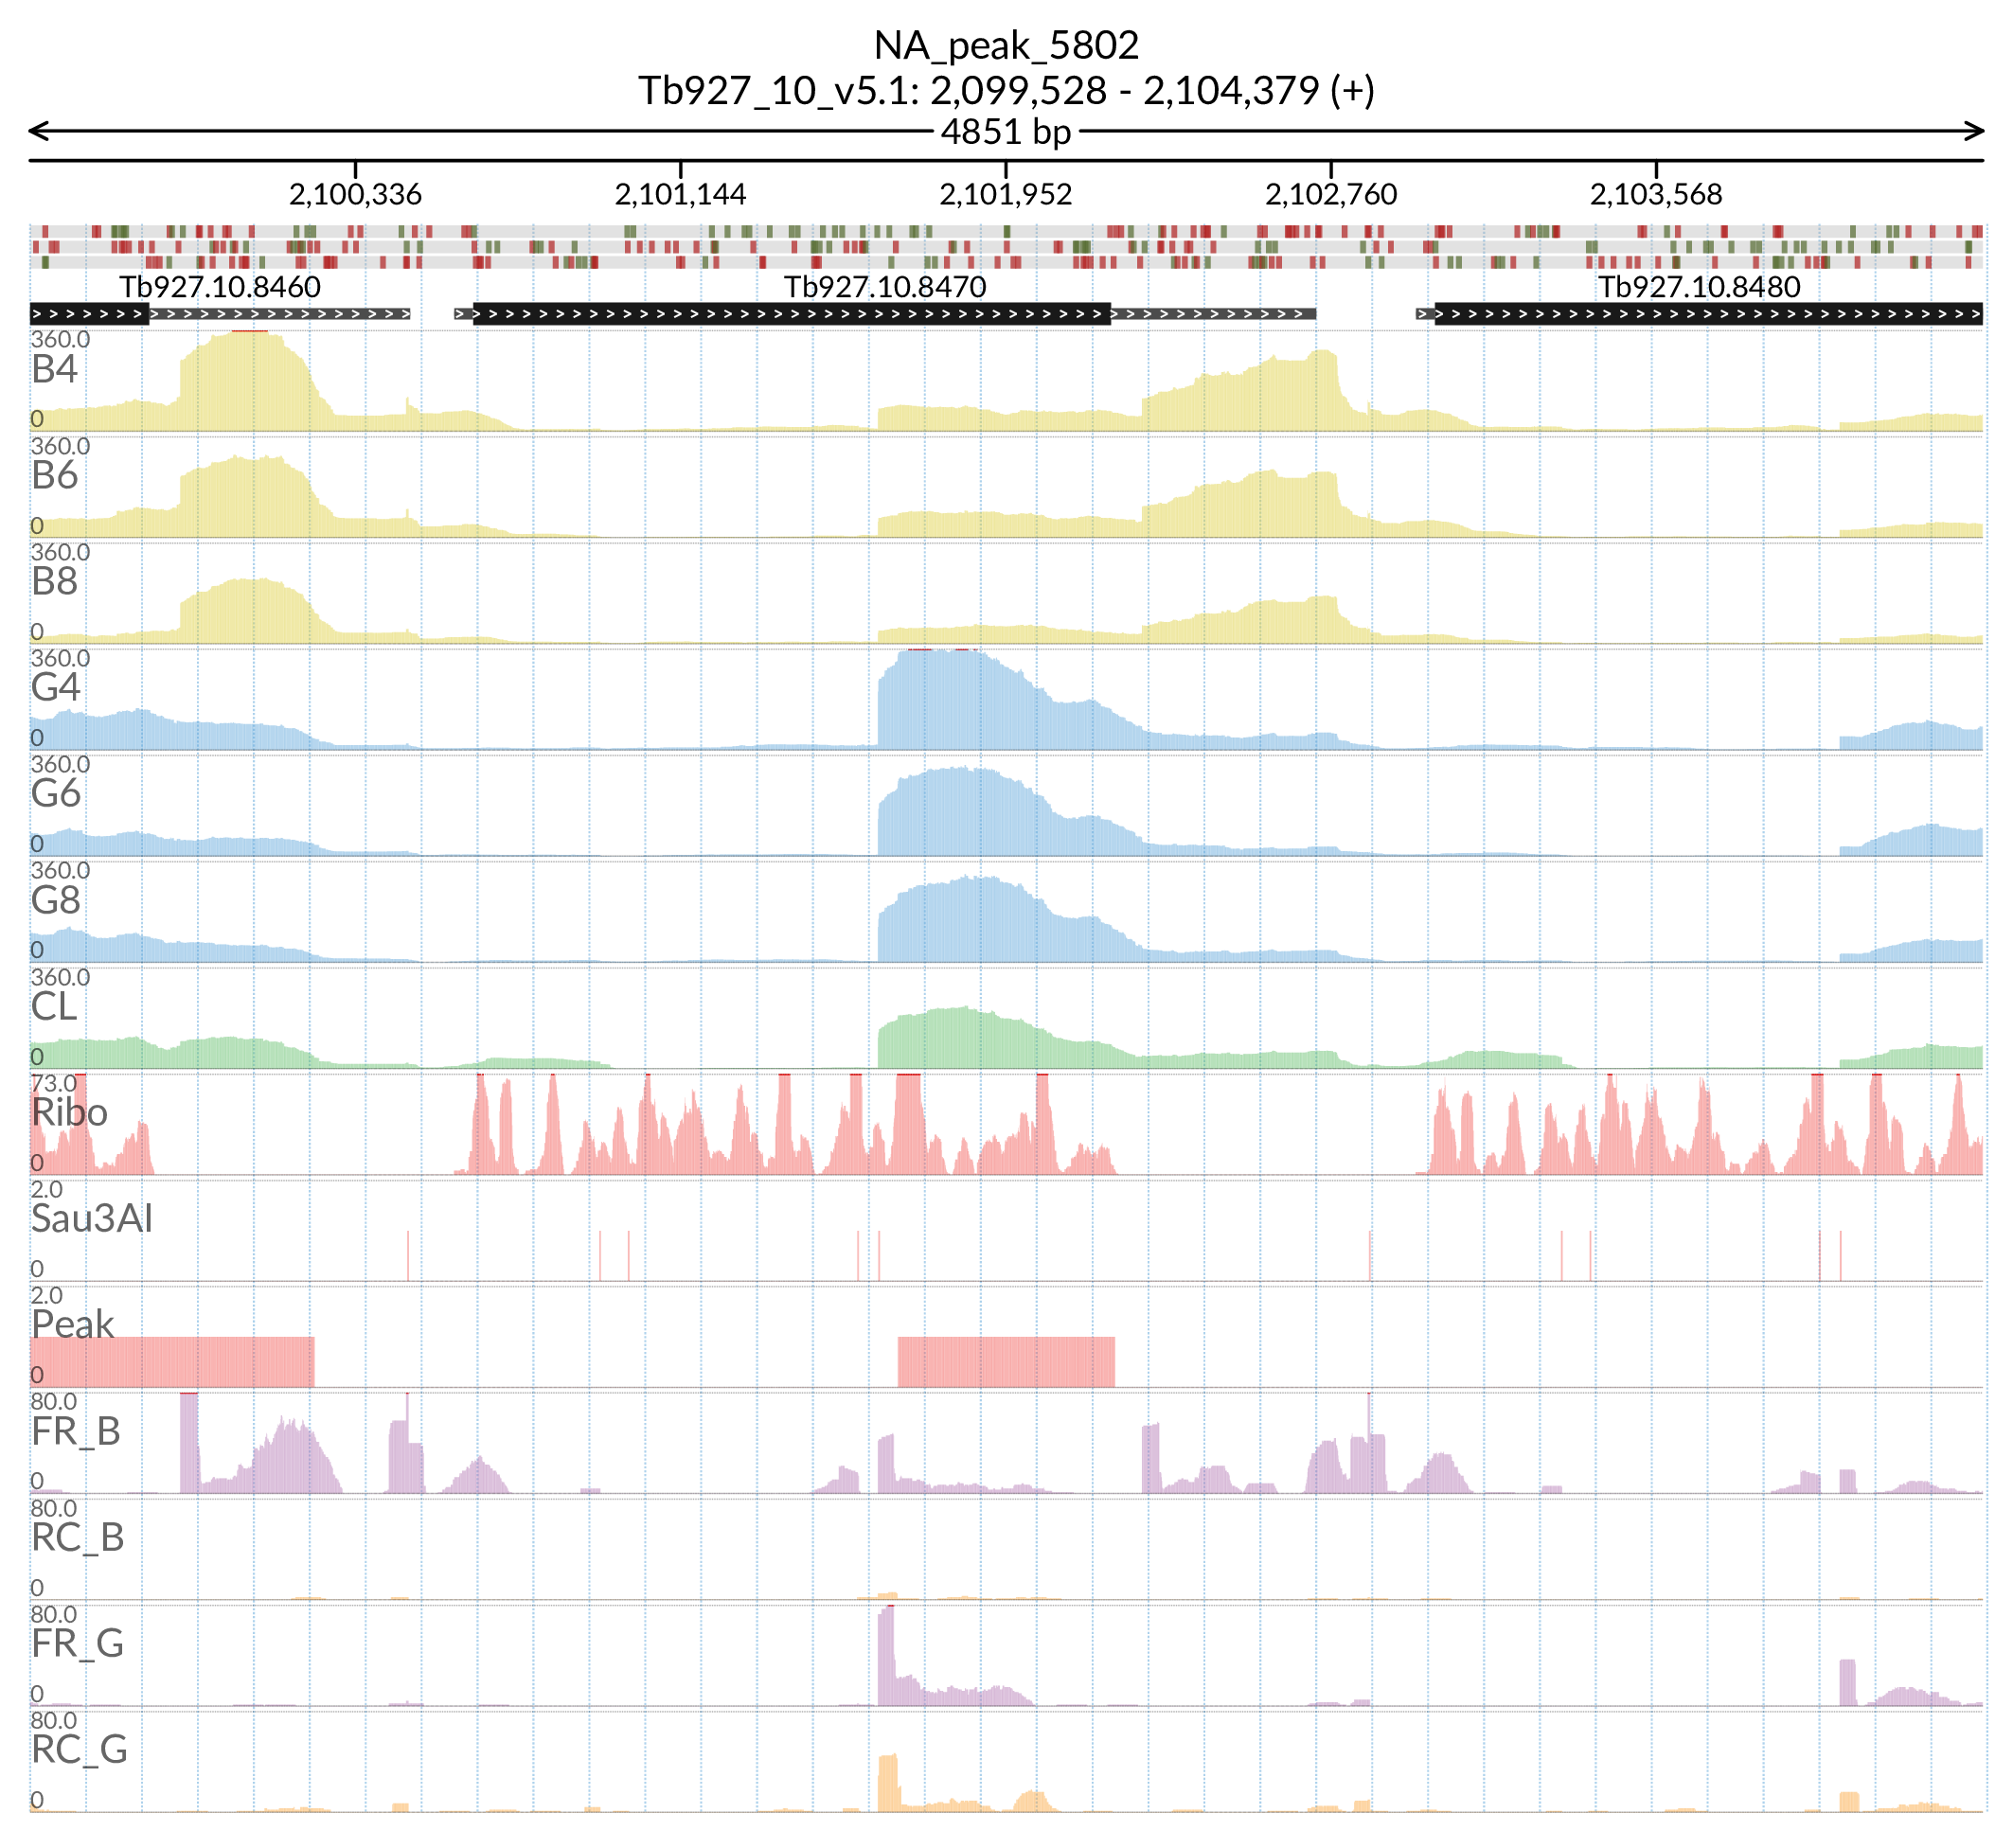 NA_peak_5802
Tb927_10_v5.1: 2,099,528 - 2,104,379 (+)
4851 bp
2,100,336 2,101,144 2,101,952 2,102,760 2,103,568
Tb927.10.8460 Tb927.10.8470 Tb927.10.8480
360.0
B4
0
360.0
B6
0
360.0
B8
0
360.0
G4
0
360.0
G6
0
360.0
G8
0
360.0
CL
0
73.0
Ribo
0
2.0
Sau3AI
0
2.0
Peak
0
80.0
FR_B
0
80.0
RC_B
0
80.0
FR_G
0
80.0
RC_G
0